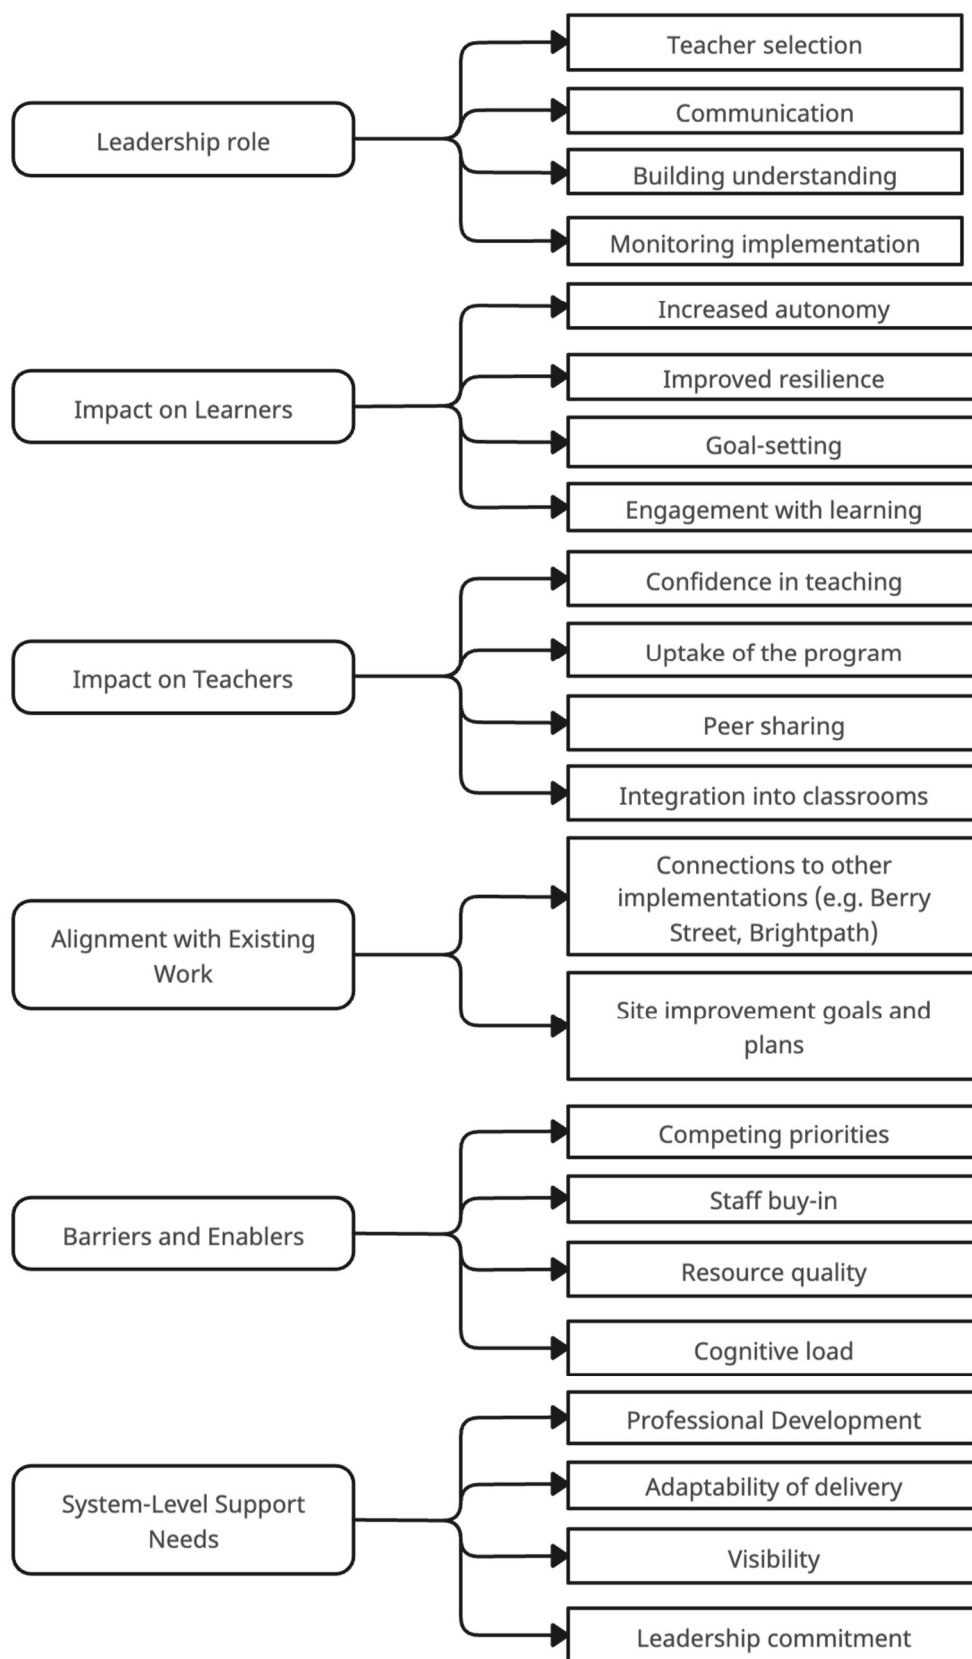 Leadership role
Teacher selection
Communication
Building understanding
Monitoring implementation
Impact on Learners
Increased autonomy
Improved resilience
Goal-setting
Engagement with learning
Impact on Teachers
Confidence in teaching
Uptake of the program
Peer sharing
Integration into classrooms
Alignment with Existing
Work
Connections to other
implementations (e.g. Berry
Street, Brightpath)
Site improvement goals and
plans
Barriers and Enablers
Competing priorities
Staff buy-in
Resource quality
Cognitive load
System-Level Support
Needs
Professional Development
Adaptability of delivery
Visibility
Leadership commitment